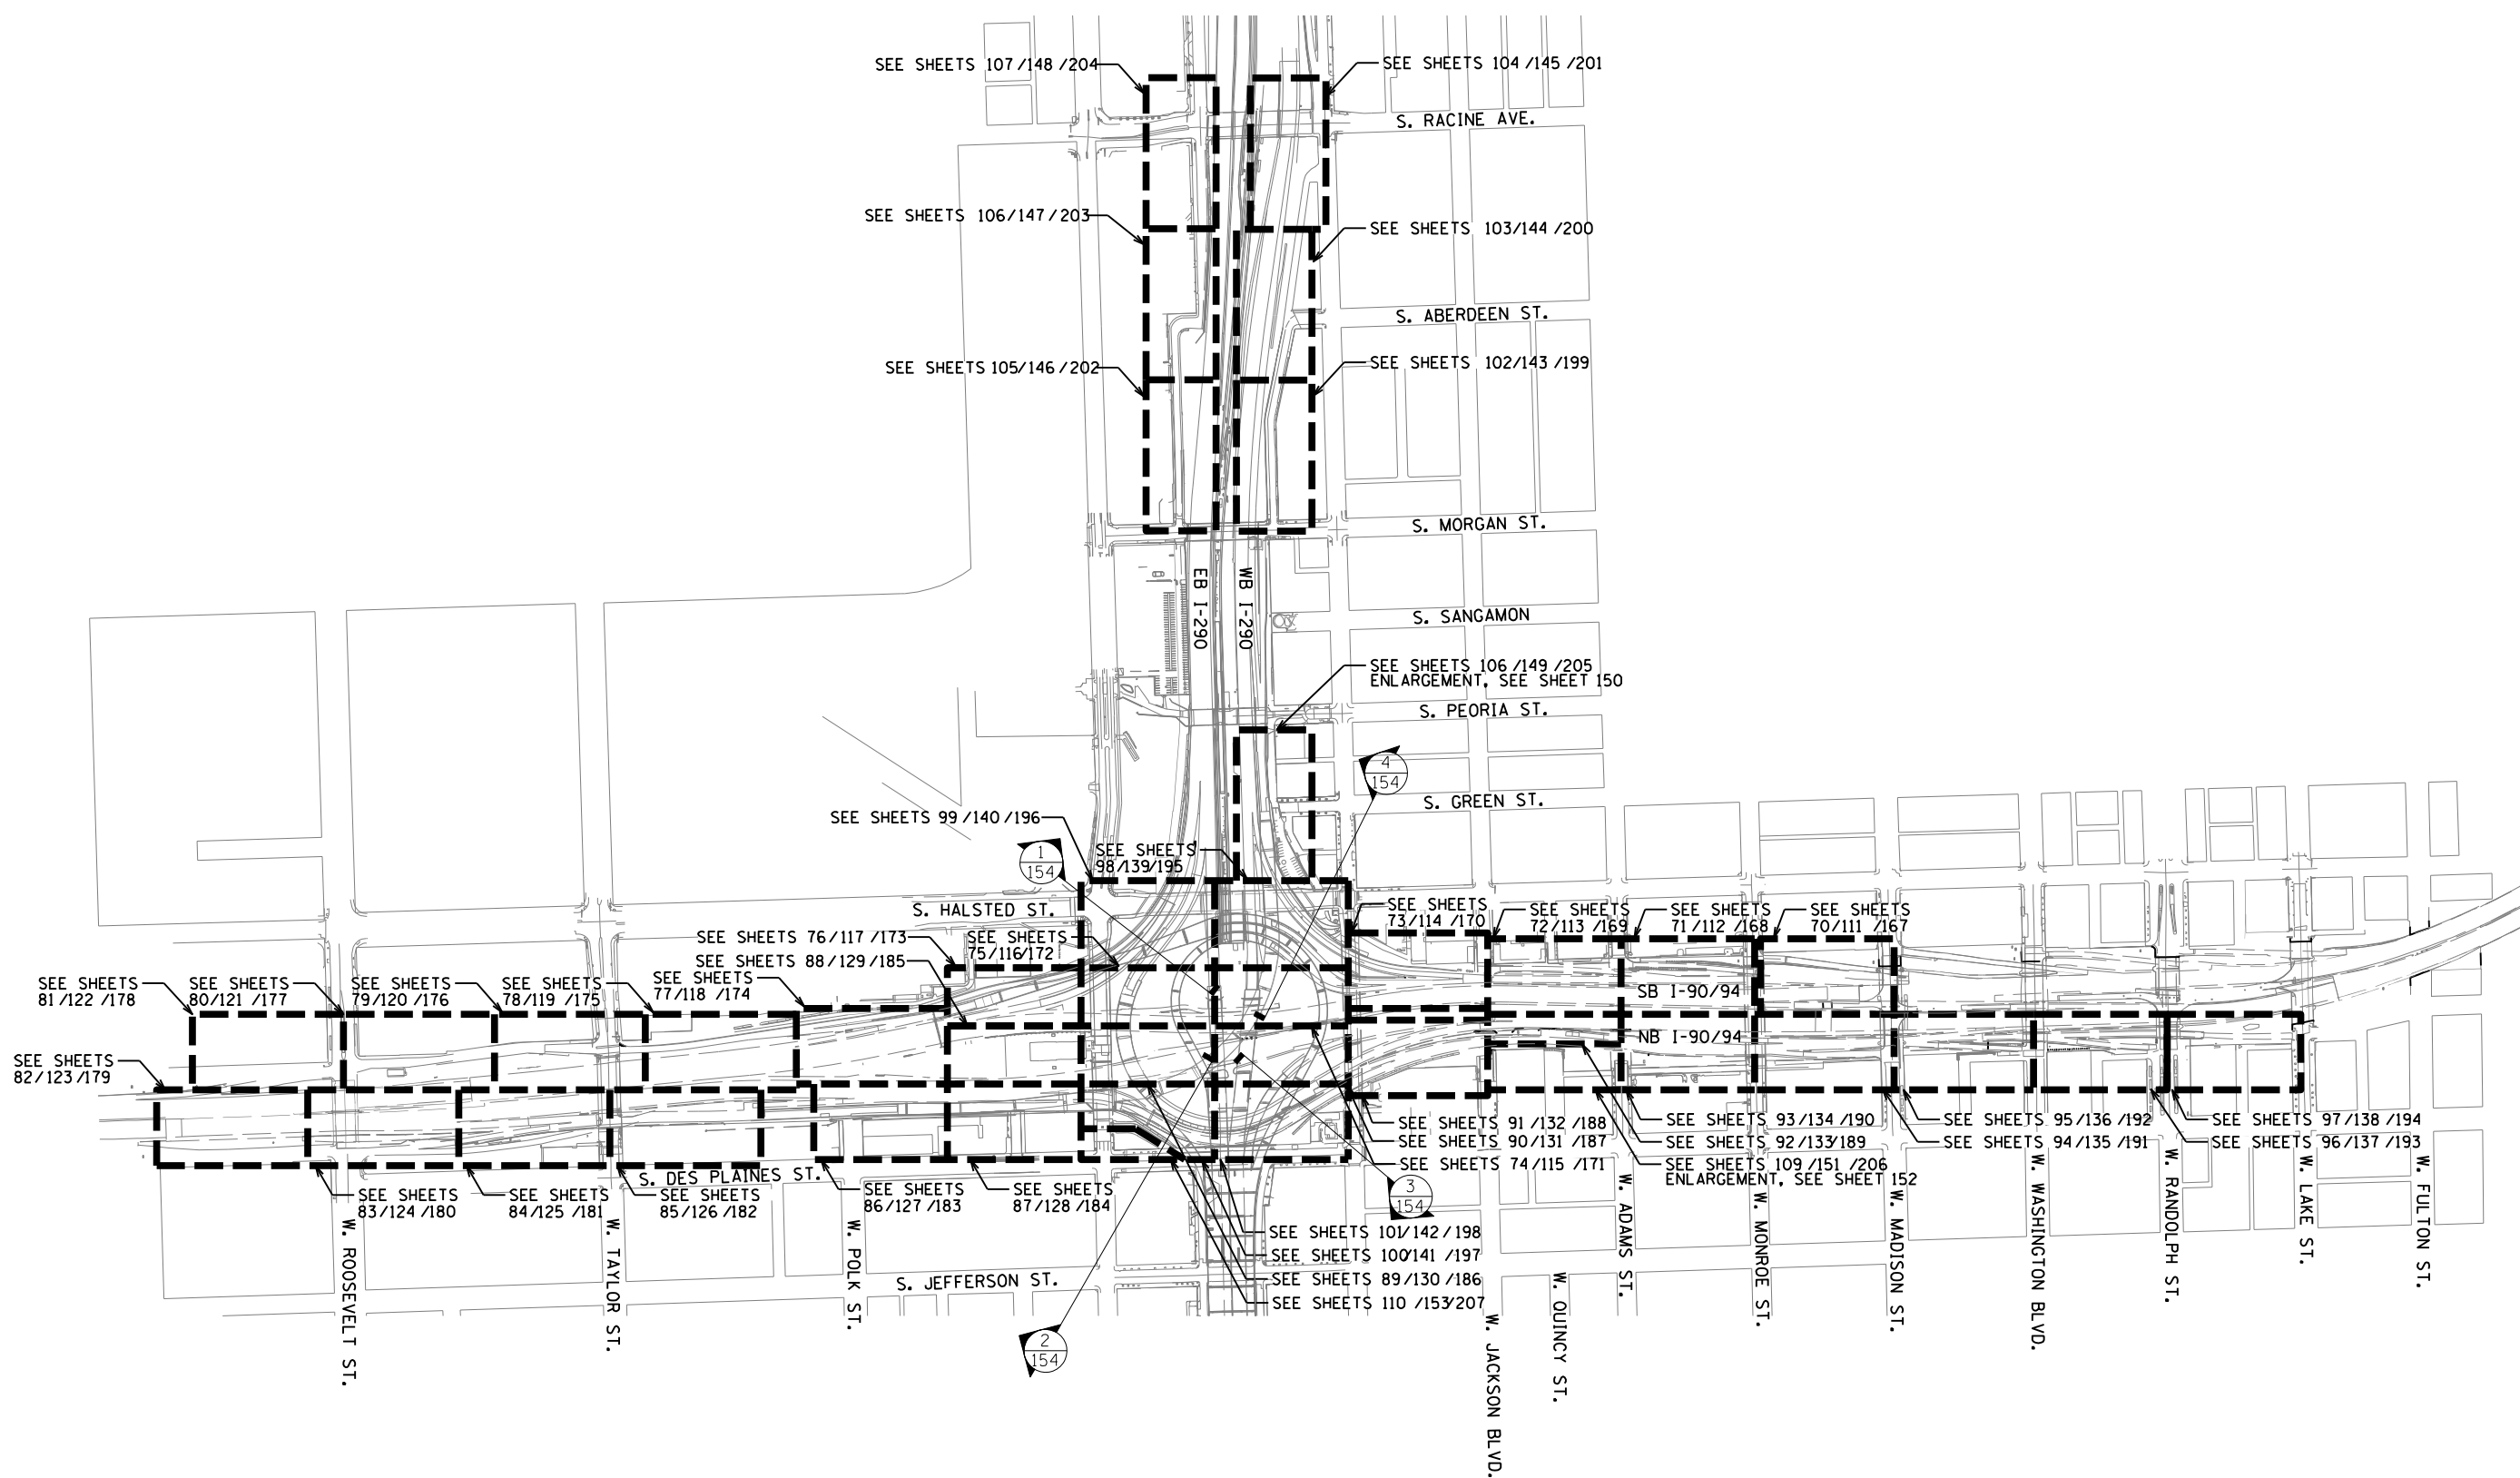 SEE SHEETS 107/148/204
SEE SHEETS 104/145/201
S. RACINE AVE.
SEE SHEETS 106/147/203
SEE SHEETS 103/144/200
S. ABERDEEN ST.
SEE SHEETS 105/146/202
SEE SHEETS 102/143/199
S. MORGAN ST.
EB I-290
WB I-290
S. SANGAMON
SEE SHEETS 106/149/205
ENLARGEMENT, SEE SHEET 150
S. PEORIA ST.
4
154
S. GREEN ST.
SEE SHEETS 99/140/196
1
154
SEE SHEETS
98/139/195
S. HALSTED ST.
SEE SHEETS
73/114/170
SEE SHEETS
72/113/169
SEE SHEETS
71/112/168
SEE SHEETS
70/111/167
SEE SHEETS 76/117/173
SEE SHEETS
75/116/172
SEE SHEETS 88/129/185
SEE SHEETS
81/122/178
SEE SHEETS
80/121/177
SEE SHEETS
79/120/176
SEE SHEETS
78/119/175
SEE SHEETS
77/118/174
SB I-90/94
NB I-90/94
SEE SHEETS
82/123/179
SEE SHEETS 91/132/188
SEE SHEETS 90/131/187
SEE SHEETS 74/115/171
SEE SHEETS 93/134/190
SEE SHEETS 92/133/189
SEE SHEETS 109/151/206
ENLARGEMENT, SEE SHEET 152
SEE SHEETS 95/136/192
SEE SHEETS 94/135/191
SEE SHEETS 97/138/194
SEE SHEETS 96/137/193
S. DES PLAINES ST.
SEE SHEETS
83/124/180
SEE SHEETS
84/125/181
SEE SHEETS
85/126/182
SEE SHEETS
86/127/183
SEE SHEETS
87/128/184
3
154
SEE SHEETS 101/142/198
SEE SHEETS 100/141/197
SEE SHEETS 89/130/186
SEE SHEETS 110/153/207
S. JEFFERSON ST.
2
154
W. ROOSEVELT ST.
W. TAYLOR ST.
W. POLK ST.
W. JACKSON BLVD.
W. QUINCY ST.
W. ADAMS ST.
W. MONROE ST.
W. MADISON ST.
W. WASHINGTON BLVD.
W. RANDOLPH ST.
W. LAKE ST.
W. FULTON ST.